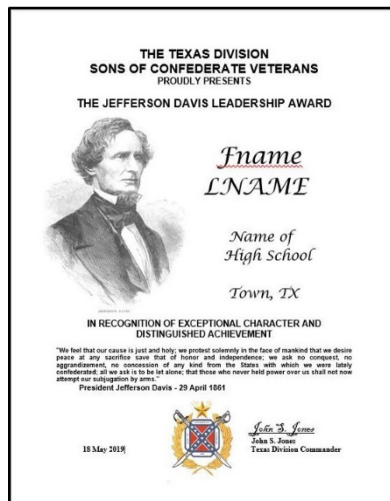 THE TEXAS DIVISION
SONS OF CONFEDERATE VETERANS
PROUDLY PRESENTS
THE JEFFERSON DAVIS LEADERSHIP AWARD
Fname
LNAME
Name of
High School
Town, TX
IN RECOGNITION OF EXCEPTIONAL CHARACTER AND
DISTINGUISHED ACHIEVEMENT
"We feel that our cause is just and holy; we protest solemnly in the face of mankind that we desire
peace at any sacrifice save that of honor and independence; we ask no conquest, no
aggrandizement, no concession of any kind from the States with which we were lately
confederated; all we ask is to be let alone; that those who never held power over us shall not now
attempt our subjugation by arms."
President Jefferson Davis - 29 April 1861
18 May 2019
John S. Jones
John S. Jones
Texas Division Commander